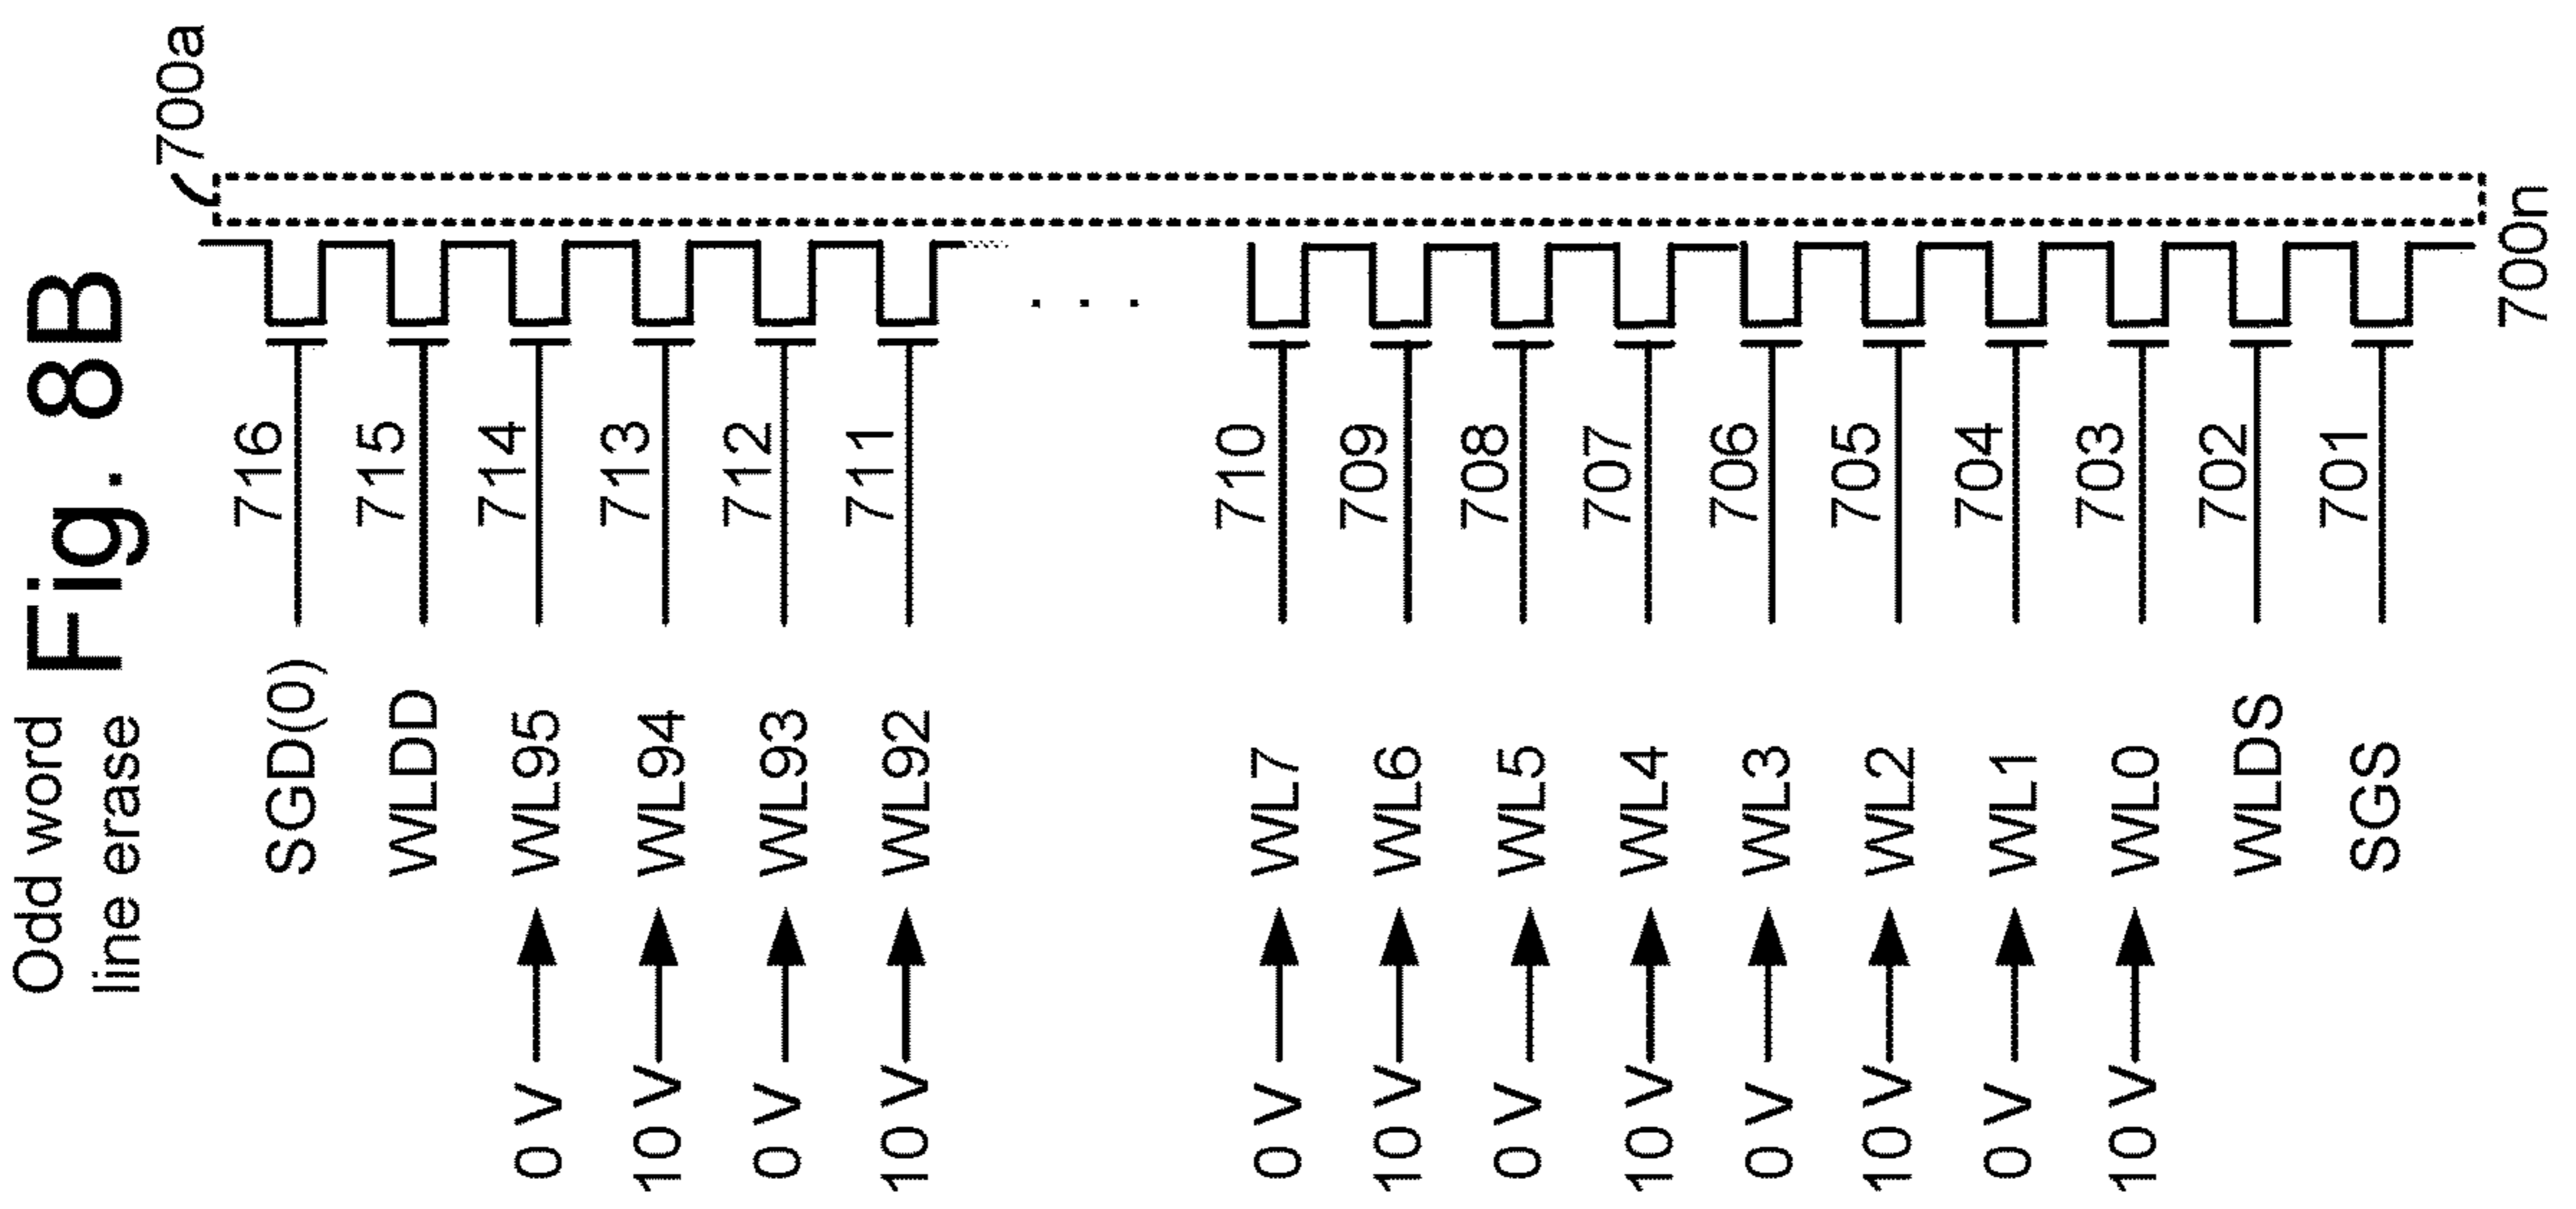 Fig. 8B
Odd word
line erase
700a
SGD(0) 716
WLDD 715
0 V WL95 714
10 V WL94 713
0 V WL93 712
10 V WL92 711
. . .
0 V WL7 710
10 V WL6 709
0 V WL5 708
10 V WL4 707
0 V WL3 706
10 V WL2 705
0 V WL1 704
10 V WL0 703
WLDS 702
SGS 701
700n